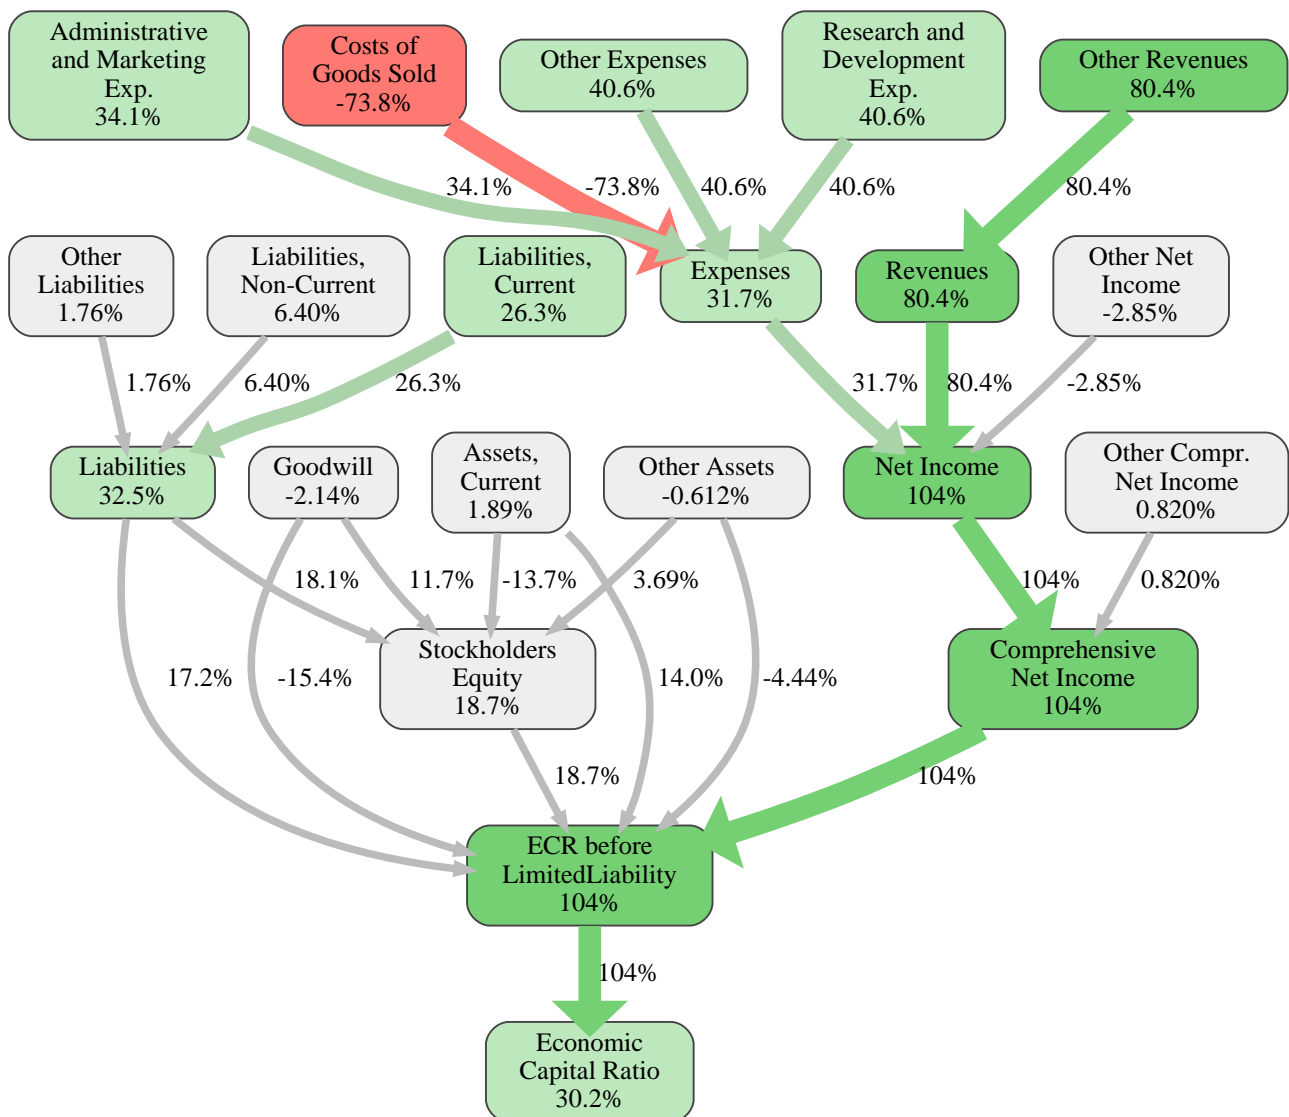 Administrative
and Marketing
Exp.
34.1%
Costs of
Goods Sold
-73.8%
Other Expenses
40.6%
Research and
Development
Exp.
40.6%
Other Revenues
80.4%
34.1%
-73.8%
40.6%
40.6%
80.4%
Other
Liabilities
1.76%
Liabilities,
Non-Current
6.40%
Liabilities,
Current
26.3%
Expenses
31.7%
Revenues
80.4%
Other Net
Income
-2.85%
1.76%
6.40%
26.3%
31.7%
80.4%
-2.85%
Liabilities
32.5%
Goodwill
-2.14%
Assets,
Current
1.89%
Other Assets
-0.612%
Net Income
104%
Other Compr.
Net Income
0.820%
18.1%
11.7%
-13.7%
3.69%
104%
0.820%
17.2%
-15.4%
Stockholders
Equity
18.7%
14.0%
-4.44%
Comprehensive
Net Income
104%
18.7%
104%
ECR before
LimitedLiability
104%
104%
Economic
Capital Ratio
30.2%